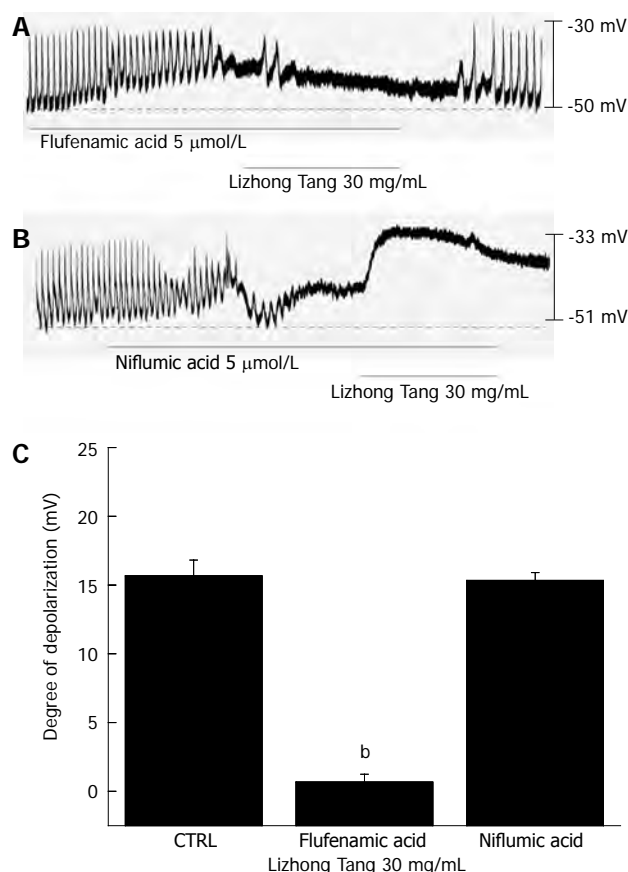 A
-30 mV
-50 mV
Flufenamic acid 5 μmol/L
Lizhong Tang 30 mg/mL
B
-33 mV
-51 mV
Niflumic acid 5 μmol/L
Lizhong Tang 30 mg/mL
C
Degree of depolarization (mV)
25
20
15
10
5
0
b
CTRL Flufenamic acid Niflumic acid
Lizhong Tang 30 mg/mL